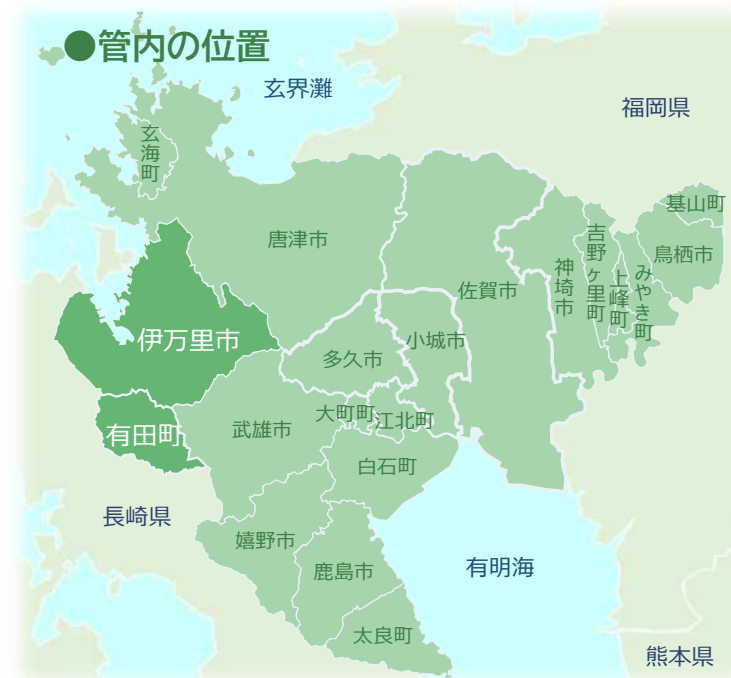 ●管内の位置
玄界灘
福岡県
玄海町
基山町
唐津市
吉野ヶ里町
鳥栖市
神埼市
上峰町
みやき町
佐賀市
伊万里市
小城市
多久市
大町町
江北町
有田町
武雄市
白石町
長崎県
嬉野市
有明海
鹿島市
太良町
熊本県